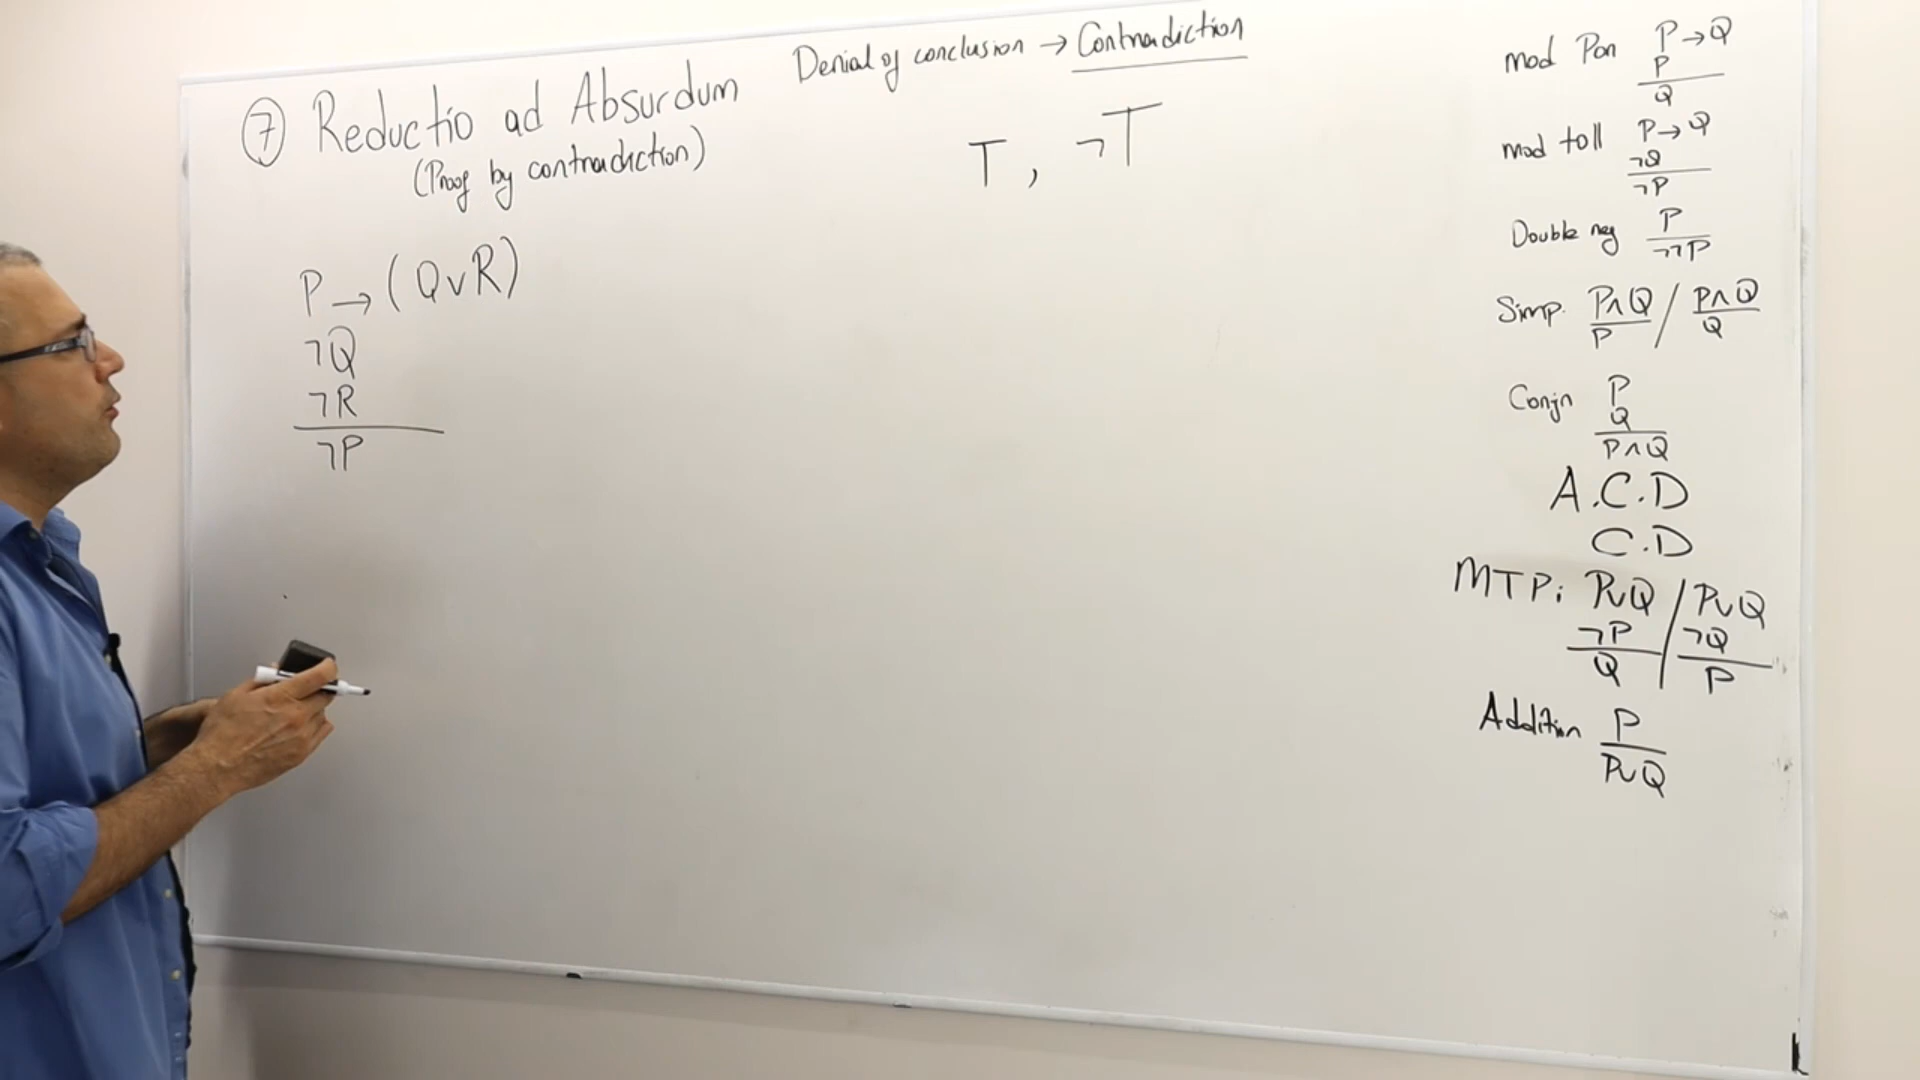 ⑦ Reductio ad Absurdum
(Proof by contradiction)
Denial of conclusion → Contradiction
T, ¬T
P → (Q∨R)
¬Q
¬R
¬P
mod Pon P→Q
P
Q
mod toll P→Q
¬Q
¬P
Double neg P
¬¬P
Simp. P∧Q / P∧Q
P Q
Conjn P
Q
P∧Q
A.C.D
C.D
MTP: P∨Q / P∨Q
¬P / ¬Q
Q P
Addition P
P∨Q